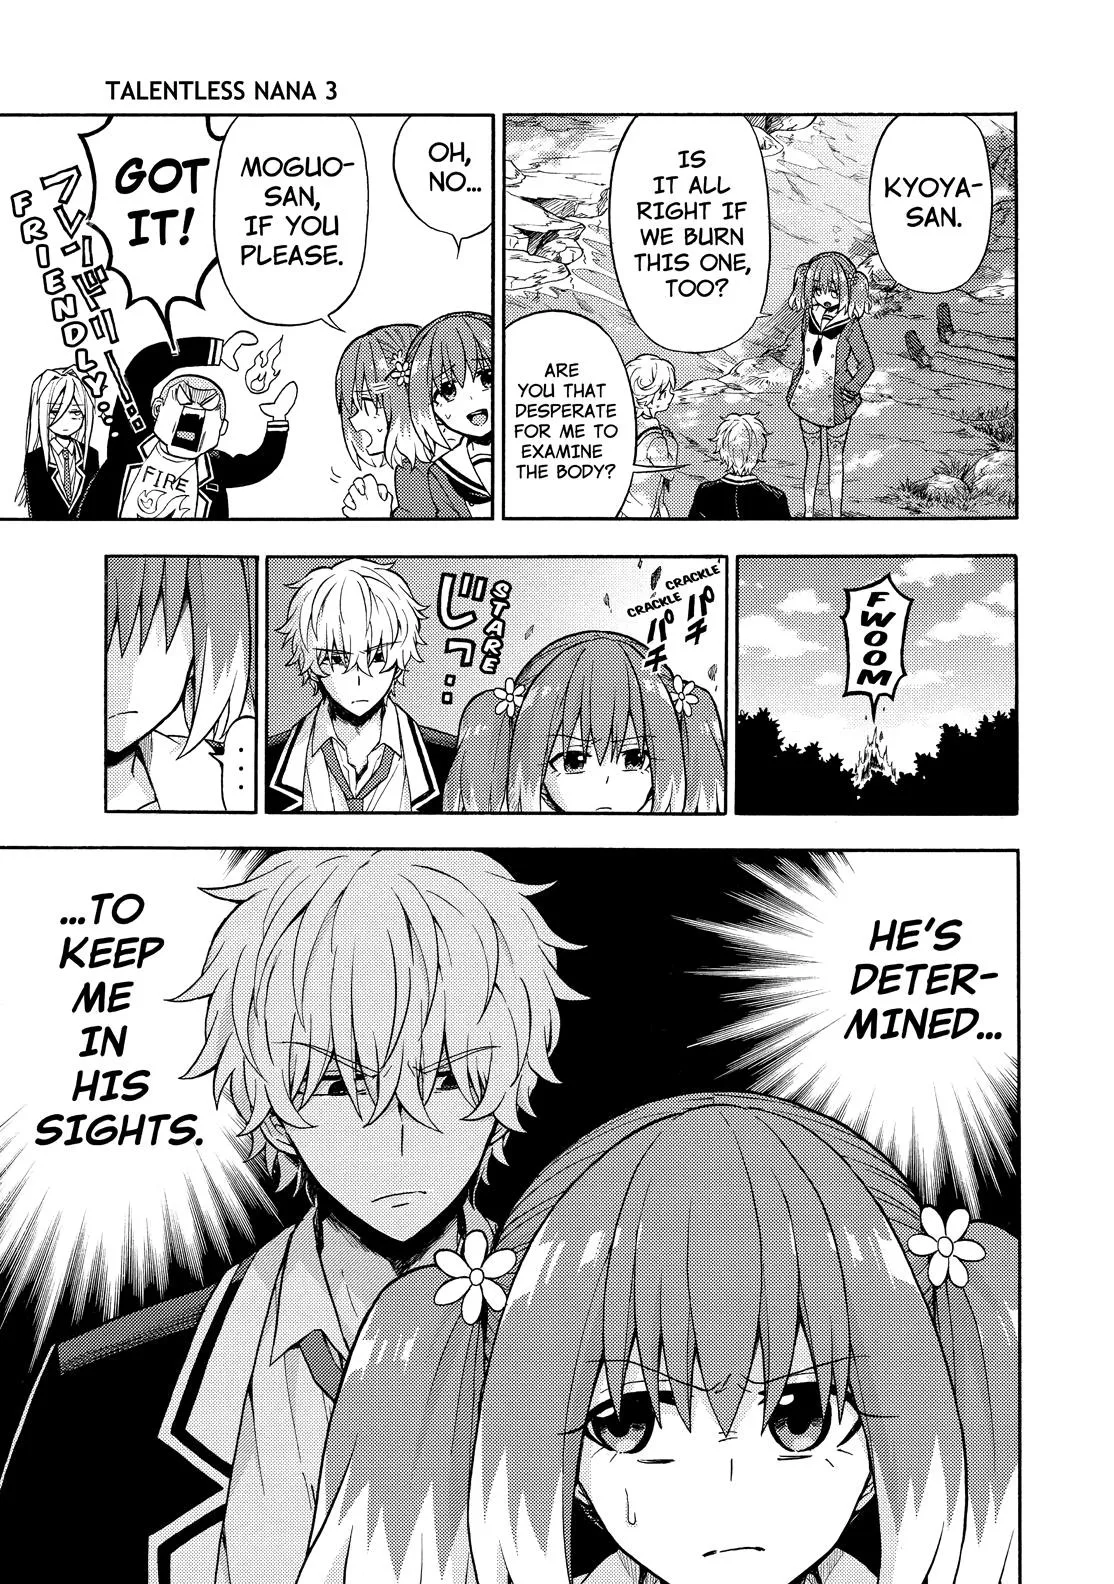 TALENTLESS NANA 3
KYOYA-
SAN.
IS
IT ALL
RIGHT IF
WE BURN
THIS ONE,
TOO?
ARE
YOU THAT
DESPERATE
FOR ME TO
EXAMINE
THE BODY?
OH,
NO...
MOGUO-
SAN,
IF YOU
PLEASE.
GOT
IT!
FIRE
フレンドリー…
FRIENDLY...
FWOOM
CRACKLE
CRACKLE
パチ
パチ
STARE
じっ・・
...
HE'S
DETER-
MINED...
...TO
KEEP
ME
IN
HIS
SIGHTS.